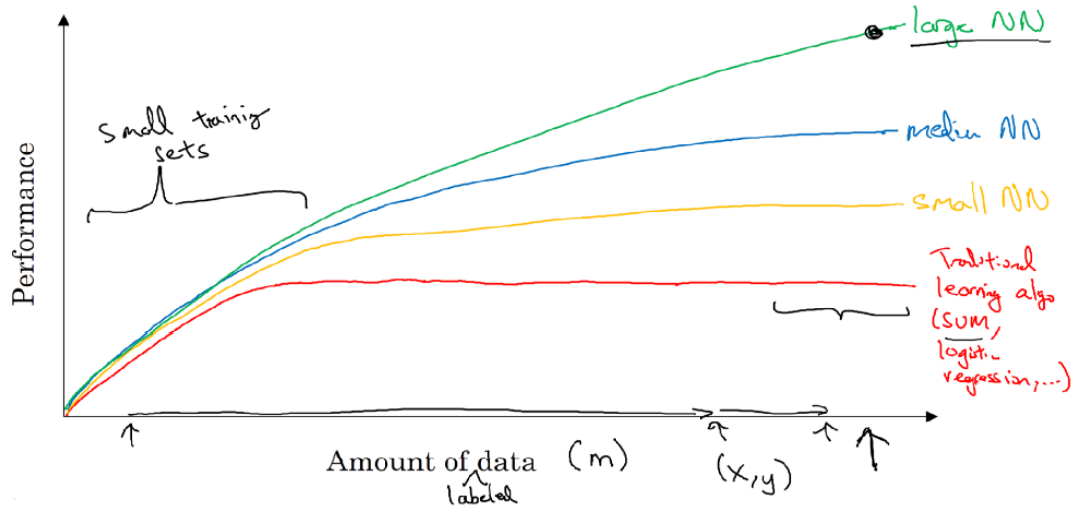 large NN
small training
sets
medium NN
small NN
Traditional
learning algo
(SVM,
logistic
regression,...)
Performance
Amount of data (m)
labeled
(x,y)